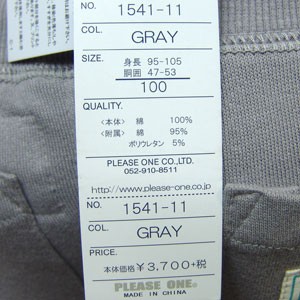 NO. 1541-11
COL. GRAY
SIZE.
身長 95-105
胴囲 47-53
100
QUALITY.
〈本体〉 綿 100%
〈附属〉 綿 95%
ポリウレタン 5%
PLEASE ONE CO.,LTD.
052-910-8511
http://www.please-one.co.jp
NO. 1541-11
COL. GRAY
PRICE.
本体価格 ¥3,700+税
PLEASE ONE.
MADE IN CHINA